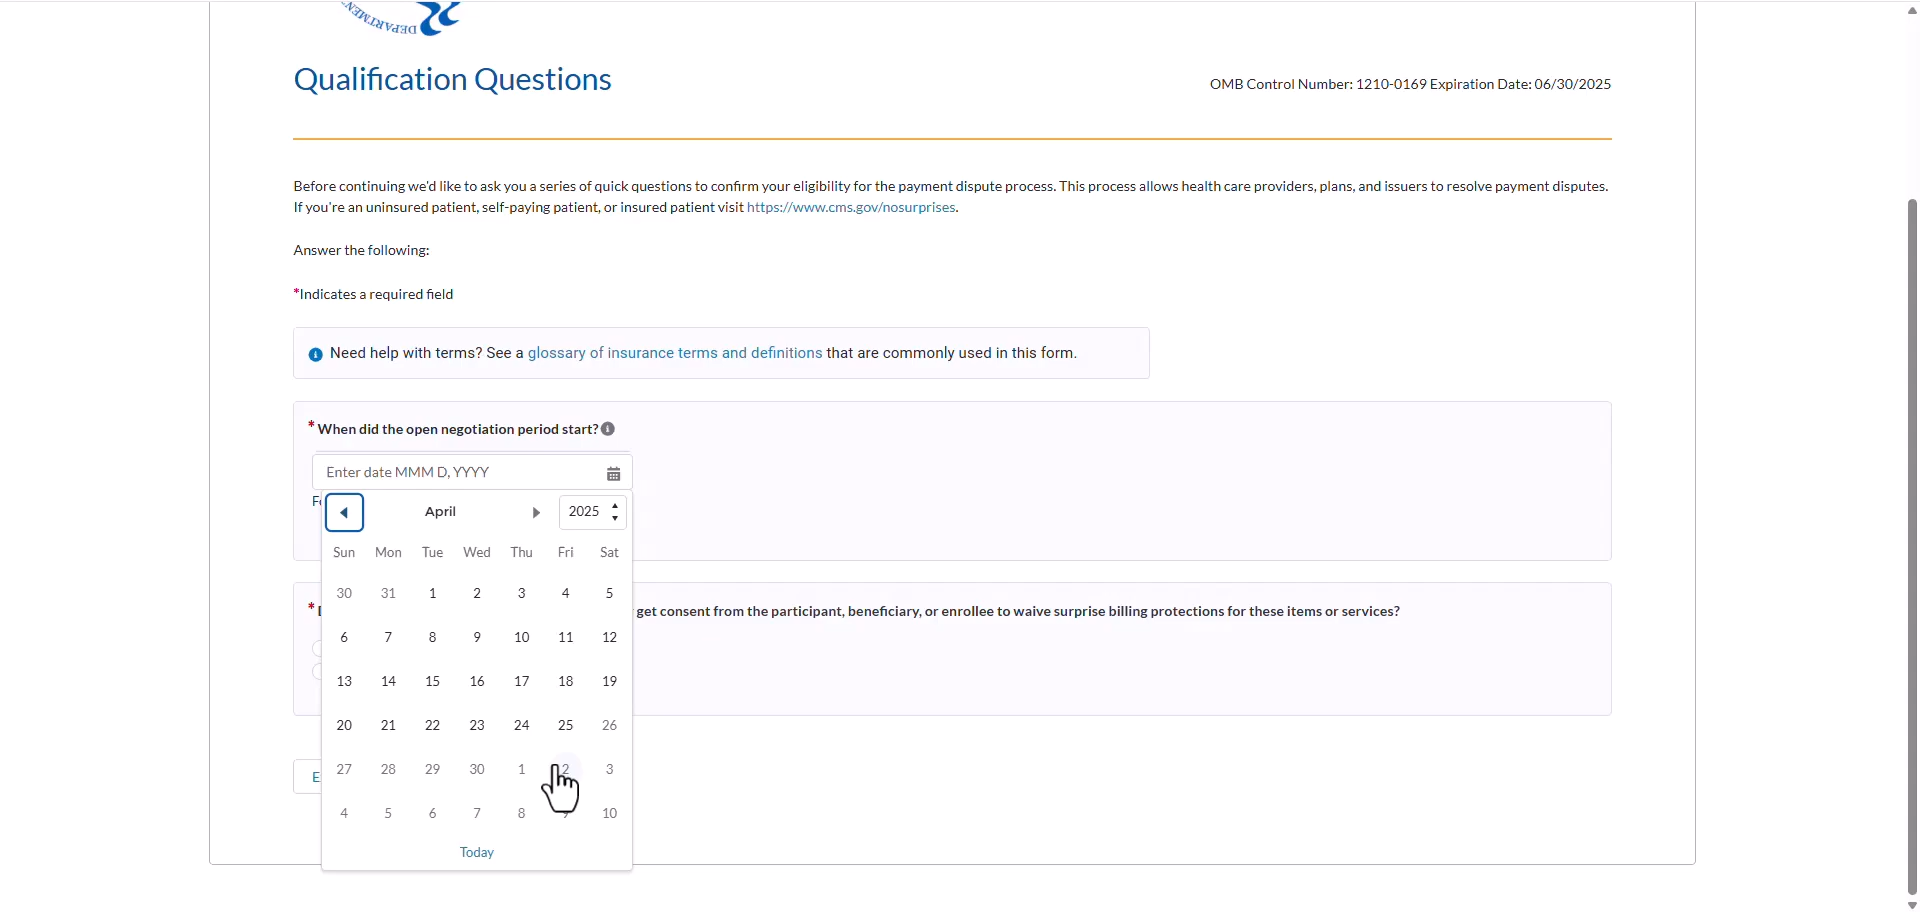 DEPARTMEN
Qualification Questions
OMB Control Number: 1210-0169 Expiration Date: 06/30/2025
Before continuing we'd like to ask you a series of quick questions to confirm your eligibility for the payment dispute process. This process allows health care providers, plans, and issuers to resolve payment disputes.
If you're an uninsured patient, self-paying patient, or insured patient visit https://www.cms.gov/nosurprises.
Answer the following:
*Indicates a required field
Need help with terms? See a glossary of insurance terms and definitions that are commonly used in this form.
* When did the open negotiation period start?
Enter date MMM D, YYYY
April 2025
Sun Mon Tue Wed Thu Fri Sat
30 31 1 2 3 4 5
* get consent from the participant, beneficiary, or enrollee to waive surprise billing protections for these items or services?
6 7 8 9 10 11 12
13 14 15 16 17 18 19
20 21 22 23 24 25 26
27 28 29 30 1 2 3
4 5 6 7 8 9 10
Today